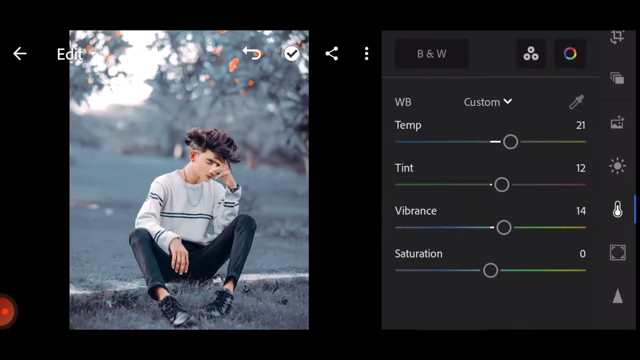 Edit
B & W
WB Custom
Temp 21
Tint 12
Vibrance 14
Saturation 0